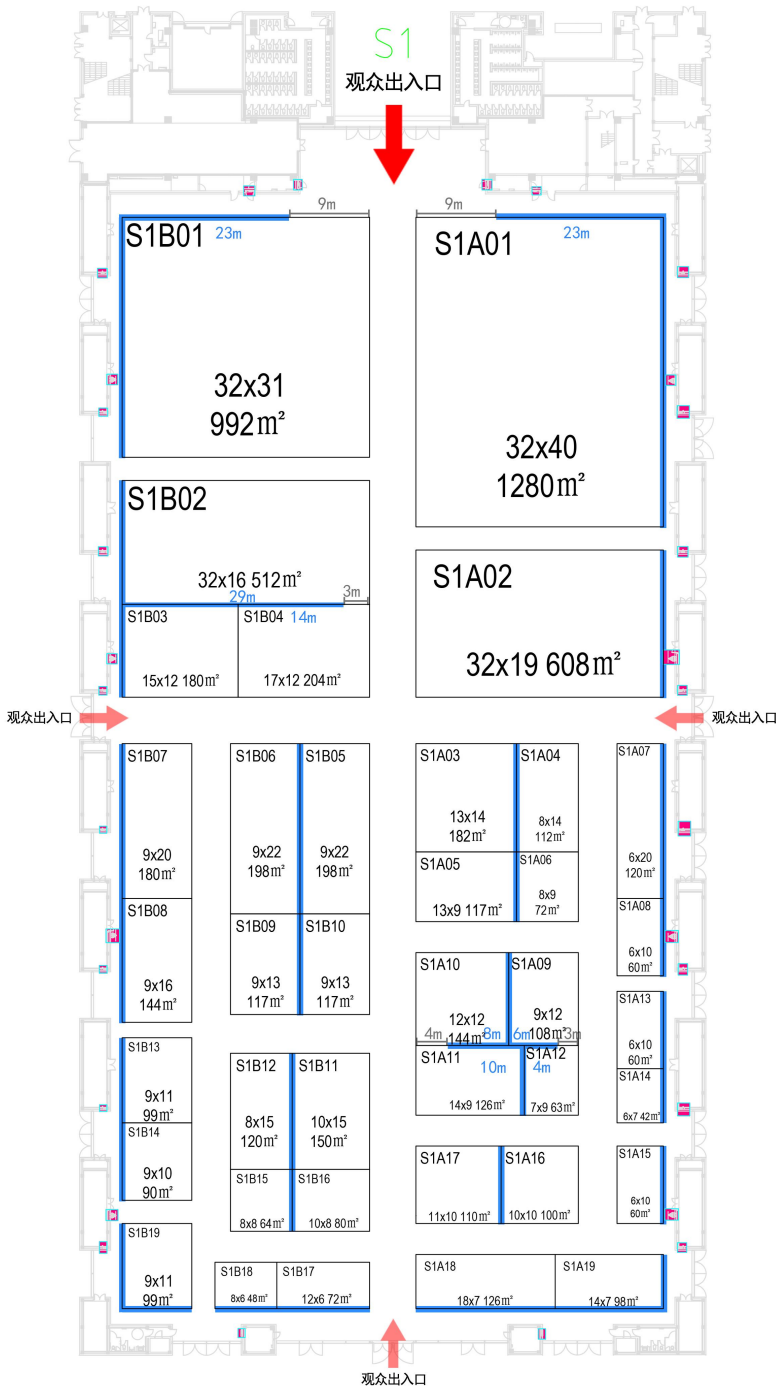 S1
观众出入口
9m
9m
S1B01
23m
S1A01
23m
32x31
992m²
32x40
1280m²
S1B02
32x16 512m²
29m
3m
S1A02
32x19 608m²
S1B03
S1B04
14m
15x12 180m²
17x12 204m²
观众出入口
观众出入口
S1B07
9x20
180m²
S1B06
9x22
198m²
S1B05
9x22
198m²
S1A03
13x14
182m²
S1A04
8x14
112m²
S1A07
6x20
120m²
S1A05
13x9 117m²
S1A06
8x9
72m²
S1B08
9x16
144m²
S1B09
9x13
117m²
S1B10
9x13
117m²
S1A08
6x10
60m²
S1A10
12x12
144m²
8m
S1A09
9x12
108m²
6m
4m
3m
S1A13
6x10
60m²
S1A11
10m
14x9 126m²
S1A12
4m
7x9 63m²
S1A14
6x7 42m²
S1B13
9x11
99m²
S1B12
8x15
120m²
S1B11
10x15
150m²
S1B14
9x10
90m²
S1B15
8x8 64m²
S1B16
10x8 80m²
S1A17
11x10 110m²
S1A16
10x10 100m²
S1A15
6x10
60m²
S1B19
9x11
99m²
S1B18
8x6 48m²
S1B17
12x6 72m²
S1A18
18x7 126m²
S1A19
14x7 98m²
观众出入口